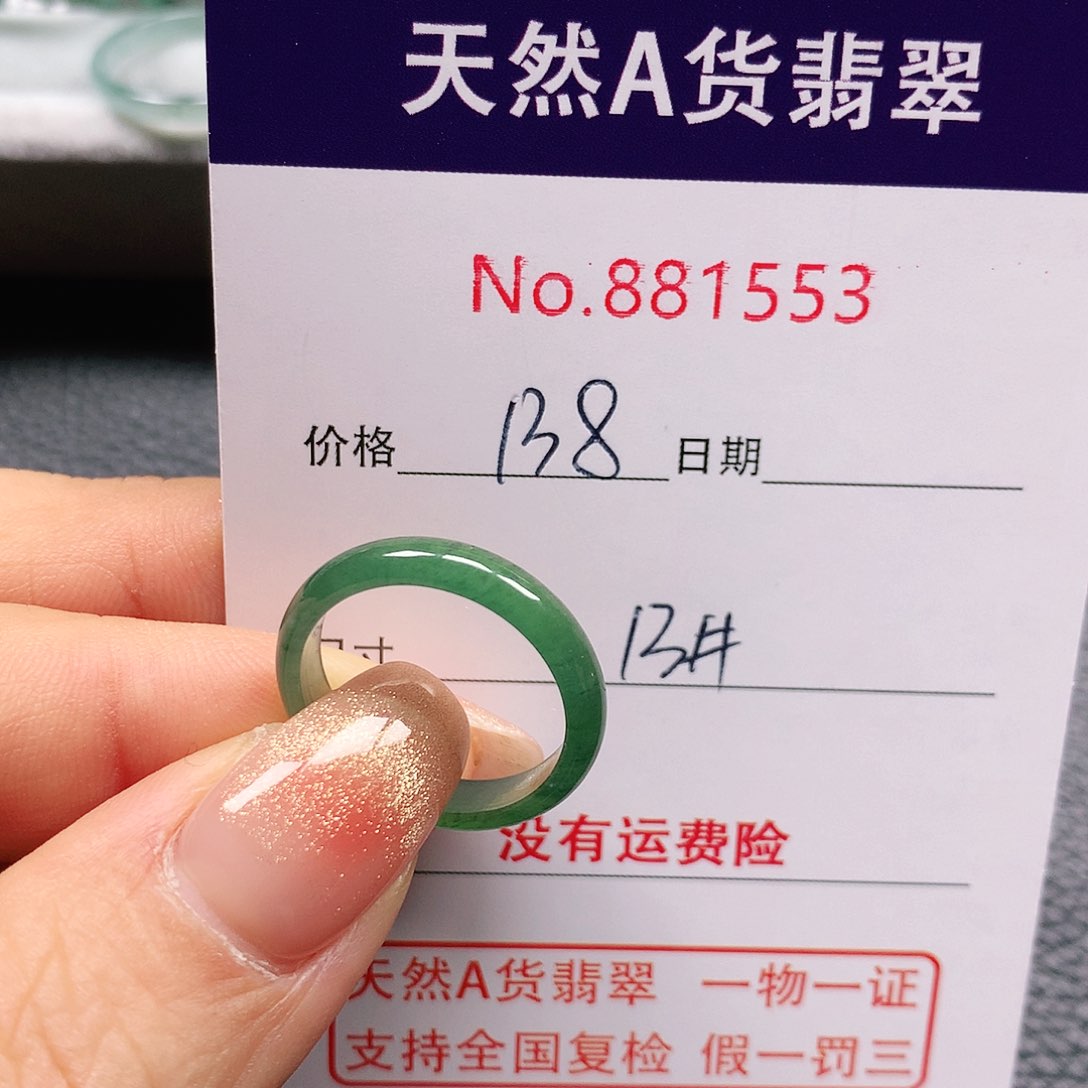 天然A货翡翠
No.881553
价格 138 日期
尺寸 13#
没有运费险
天然A货翡翠 一物一证
支持全国复检 假一罚三